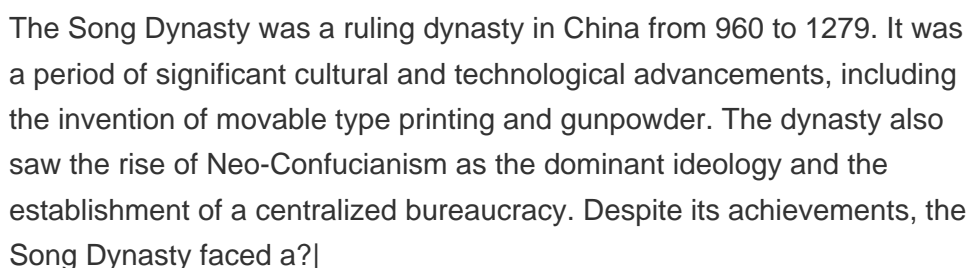 The Song Dynasty was a ruling dynasty in China from 960 to 1279. It was
a period of significant cultural and technological advancements, including
the invention of movable type printing and gunpowder. The dynasty also
saw the rise of Neo-Confucianism as the dominant ideology and the
establishment of a centralized bureaucracy. Despite its achievements, the
Song Dynasty faced a?|